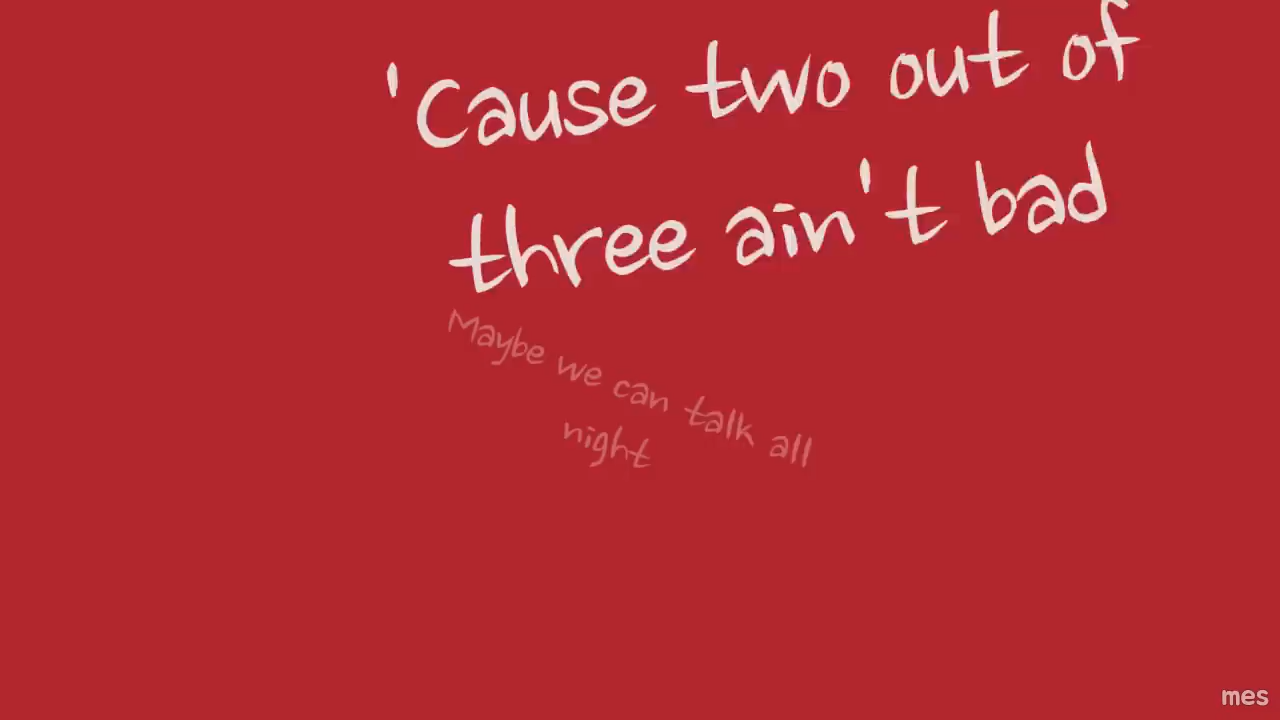 'Cause two out of
three ain't bad
Maybe we can talk all
night
mes